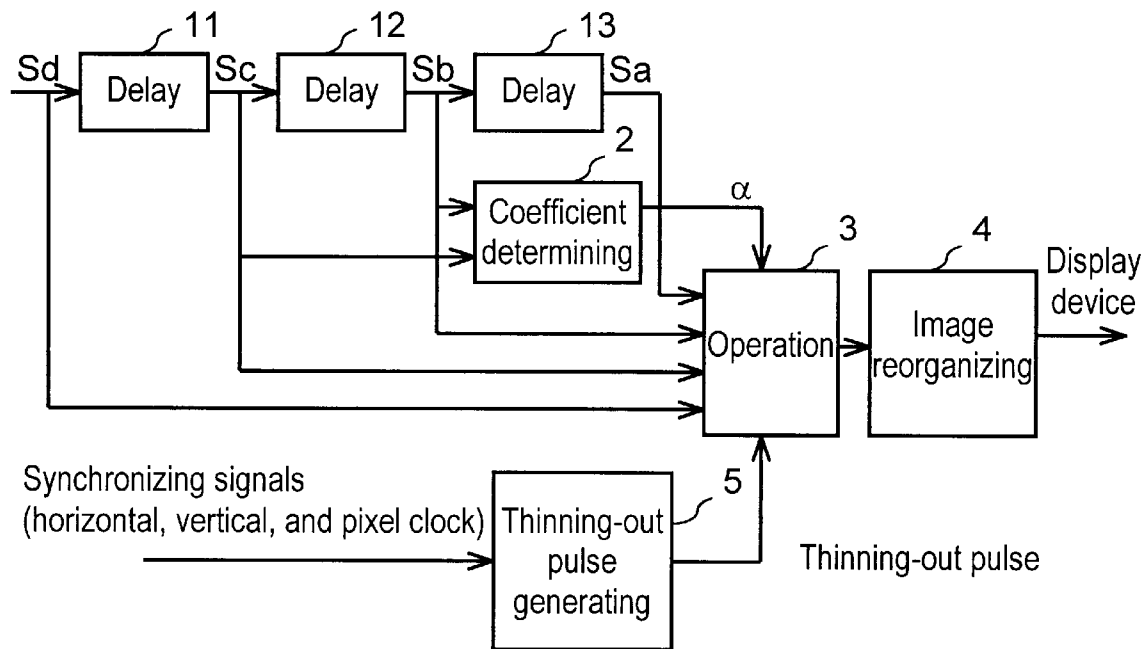 11
12
13
Sd
Sc
Sb
Sa
Delay
Delay
Delay
2
α
Coefficient
determining
3
4
Display
device
Operation
Image
reorganizing
Synchronizing signals
(horizontal, vertical, and pixel clock)
5
Thinning-out
pulse
generating
Thinning-out pulse